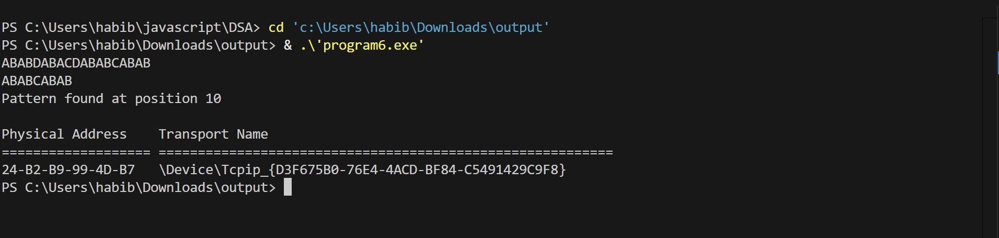 PS C:\Users\habib\javascript\DSA> cd 'c:\Users\habib\Downloads\output'
PS C:\Users\habib\Downloads\output> & .\'program6.exe'
ABABDABACDABABCABAB
ABABCABAB
Pattern found at position 10
Physical Address    Transport Name
=================== ==========================================================
24-B2-B9-99-4D-B7   \Device\Tcpip_{D3F675B0-76E4-4ACD-BF84-C5491429C9F8}
PS C:\Users\habib\Downloads\output>